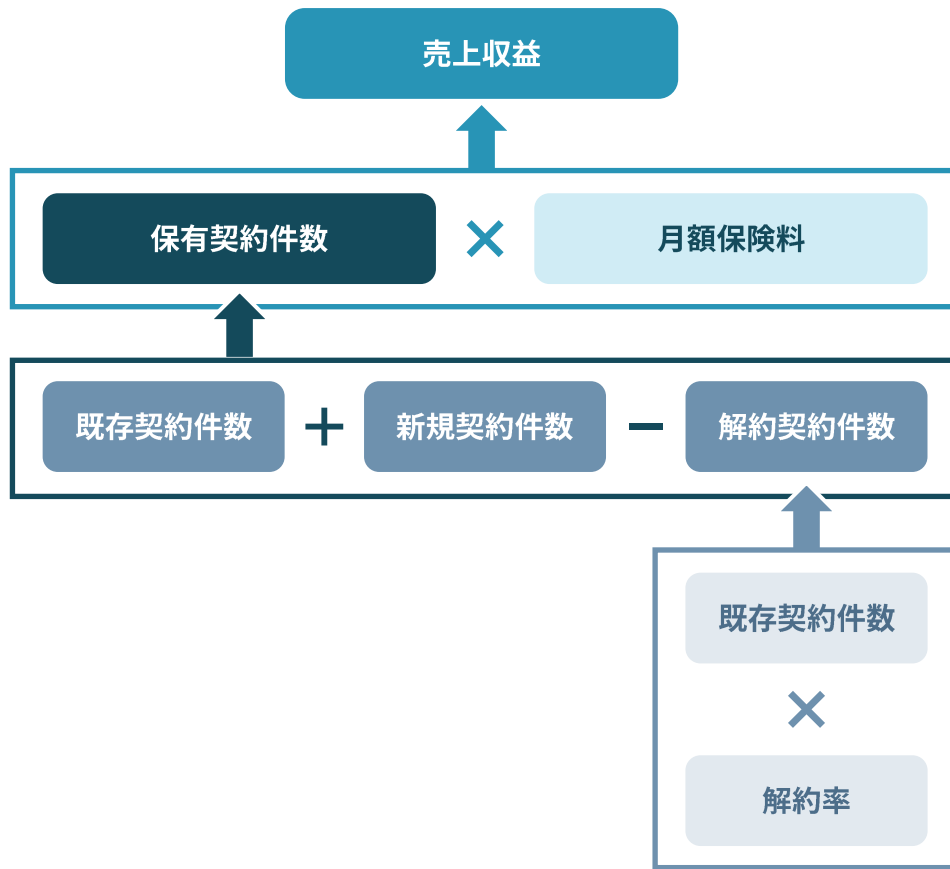 売上収益
保有契約件数 × 月額保険料
既存契約件数 + 新規契約件数 − 解約契約件数
既存契約件数
×
解約率